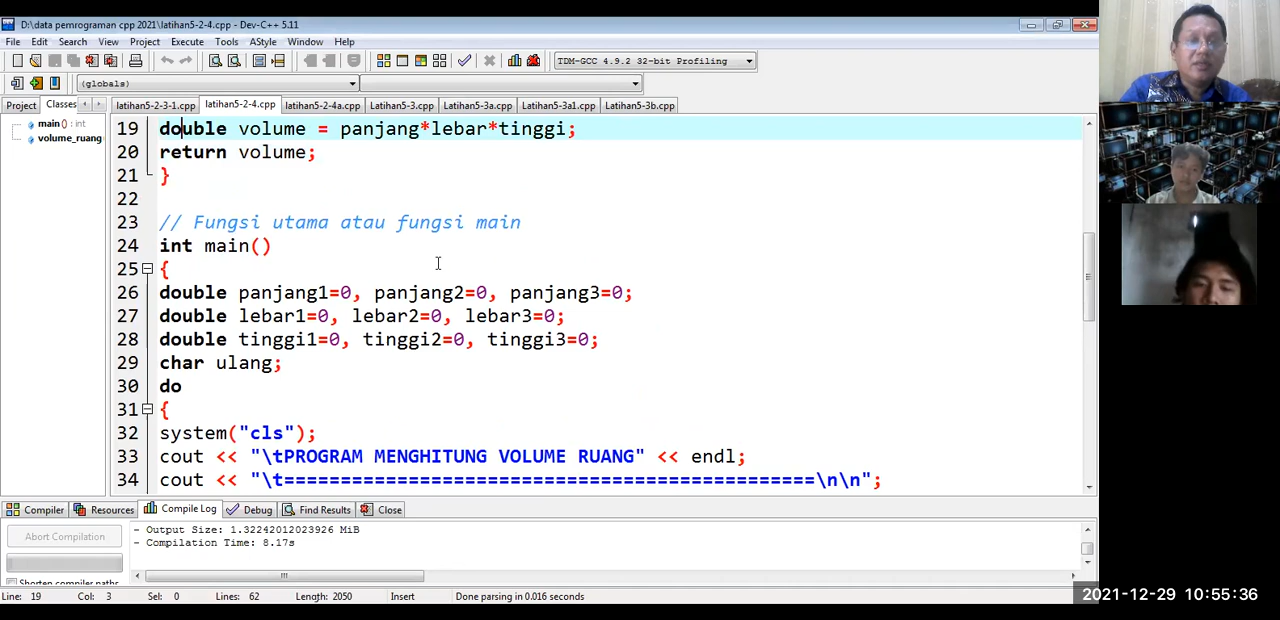 D:\data pemrograman cpp 2021\latihan5-2-4.cpp - Dev-C++ 5.11
File Edit Search View Project Execute Tools AStyle Window Help
TDM-GCC 4.9.2 32-bit Profiling
(globals)
Project Classes latihan5-2-3-1.cpp latihan5-2-4.cpp latihan5-2-4a.cpp Latihan5-3.cpp Latihan5-3a.cpp Latihan5-3a1.cpp Latihan5-3b.cpp
main() : int
volume_ruang
19 double volume = panjang*lebar*tinggi;
20 return volume;
21 }
22
23 // Fungsi utama atau fungsi main
24 int main()
25 {
26 double panjang1=0, panjang2=0, panjang3=0;
27 double lebar1=0, lebar2=0, lebar3=0;
28 double tinggi1=0, tinggi2=0, tinggi3=0;
29 char ulang;
30 do
31 {
32 system("cls");
33 cout << "\tPROGRAM MENGHITUNG VOLUME RUANG" << endl;
34 cout << "\t===============================================\n\n";
Compiler Resources Compile Log Debug Find Results Close
Abort Compilation
- Output Size: 1.32242012023926 MiB
- Compilation Time: 8.17s
Shorten compiler paths
Line: 19 Col: 3 Sel: 0 Lines: 62 Length: 2050 Insert Done parsing in 0.016 seconds
2021-12-29 10:55:36